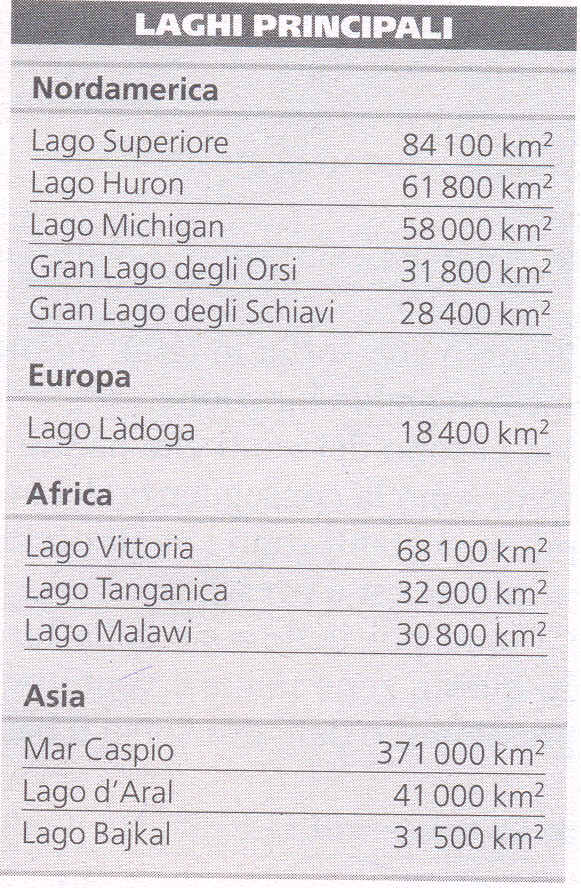 LAGHI PRINCIPALI
Nordamerica
Lago Superiore 84 100 km²
Lago Huron 61 800 km²
Lago Michigan 58 000 km²
Gran Lago degli Orsi 31 800 km²
Gran Lago degli Schiavi 28 400 km²
Europa
Lago Làdoga 18 400 km²
Africa
Lago Vittoria 68 100 km²
Lago Tanganica 32 900 km²
Lago Malawi 30 800 km²
Asia
Mar Caspio 371 000 km²
Lago d'Aral 41 000 km²
Lago Bajkal 31 500 km²